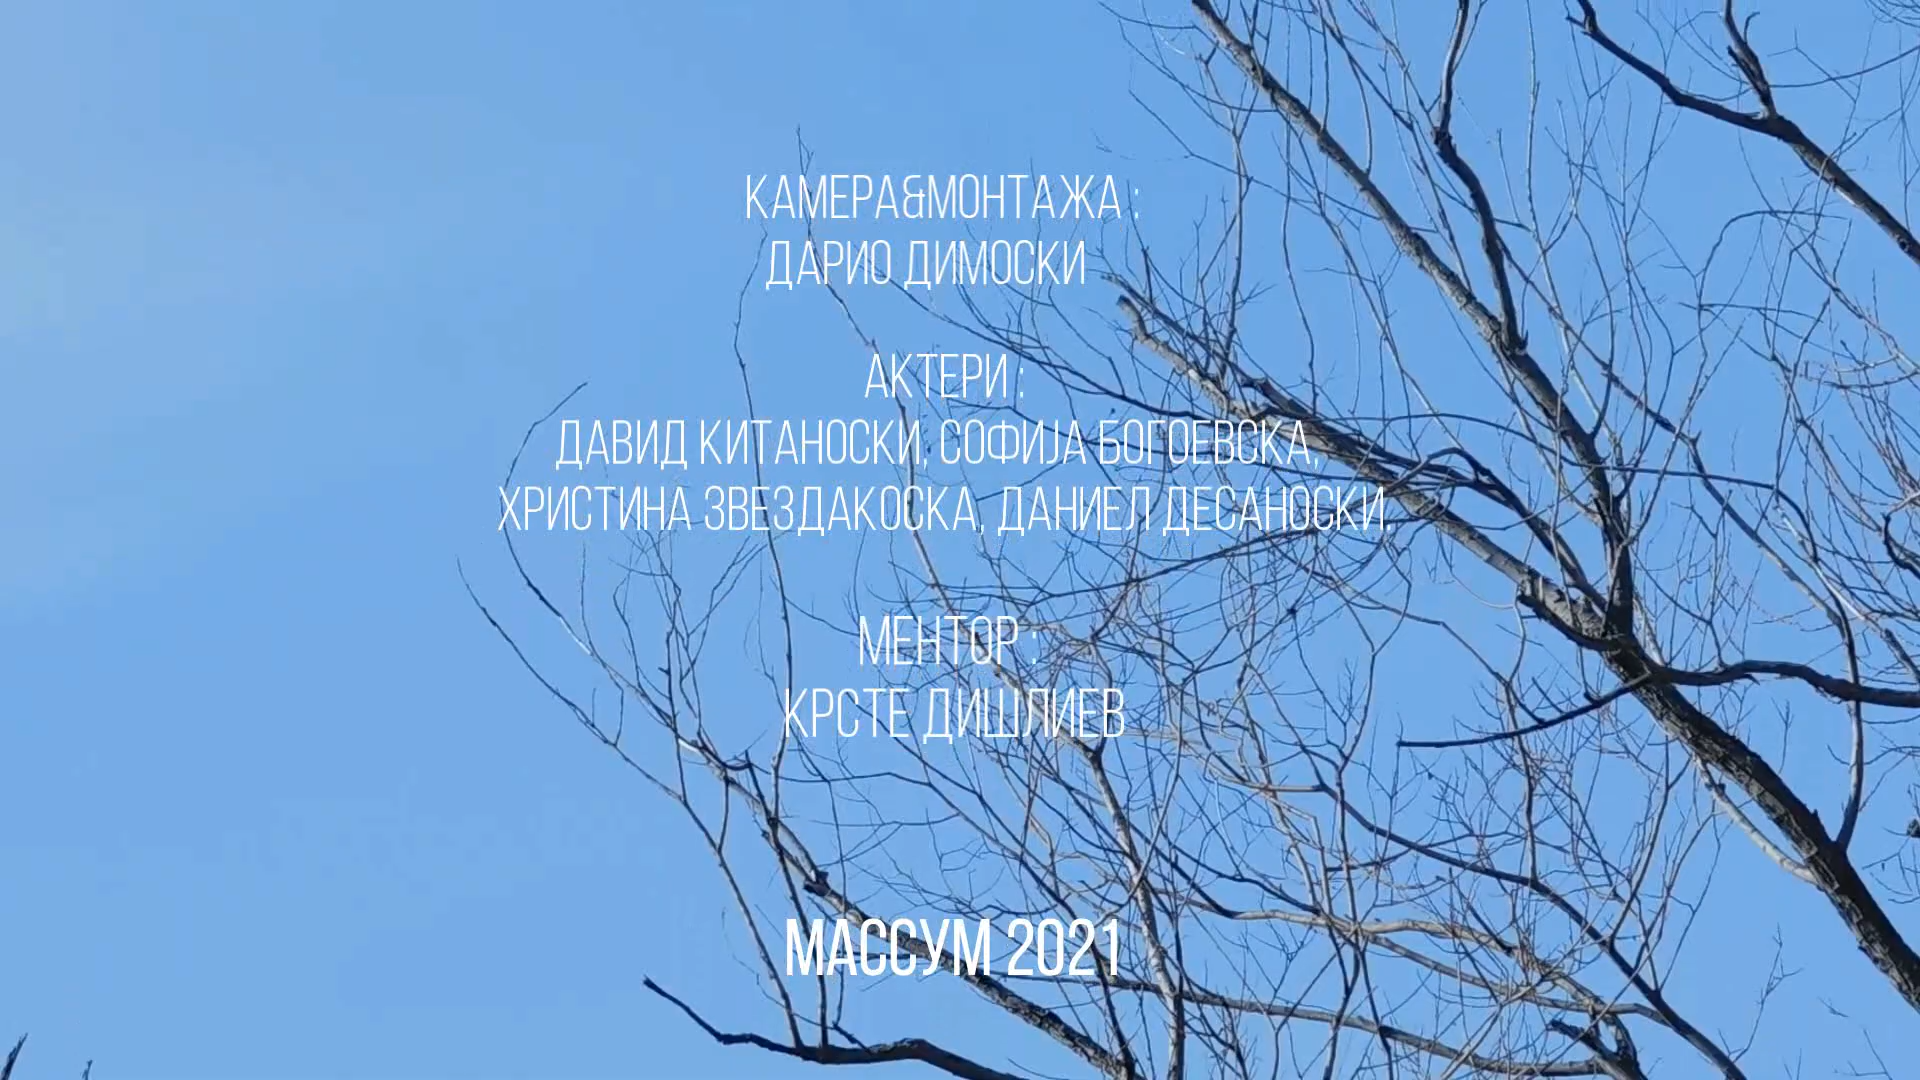 КАМЕРА&МОНТАЖА :
ДАРИО ДИМОСКИ
АКТЕРИ :
ДАВИД КИТАНОСКИ, СОФИЈА БОГОЕВСКА,
ХРИСТИНА ЗВЕЗДАКОСКА, ДАНИЕЛ ДЕСАНОСКИ.
МЕНТОР :
КРСТЕ ДИШЛИЕВ
МАССУМ 2021